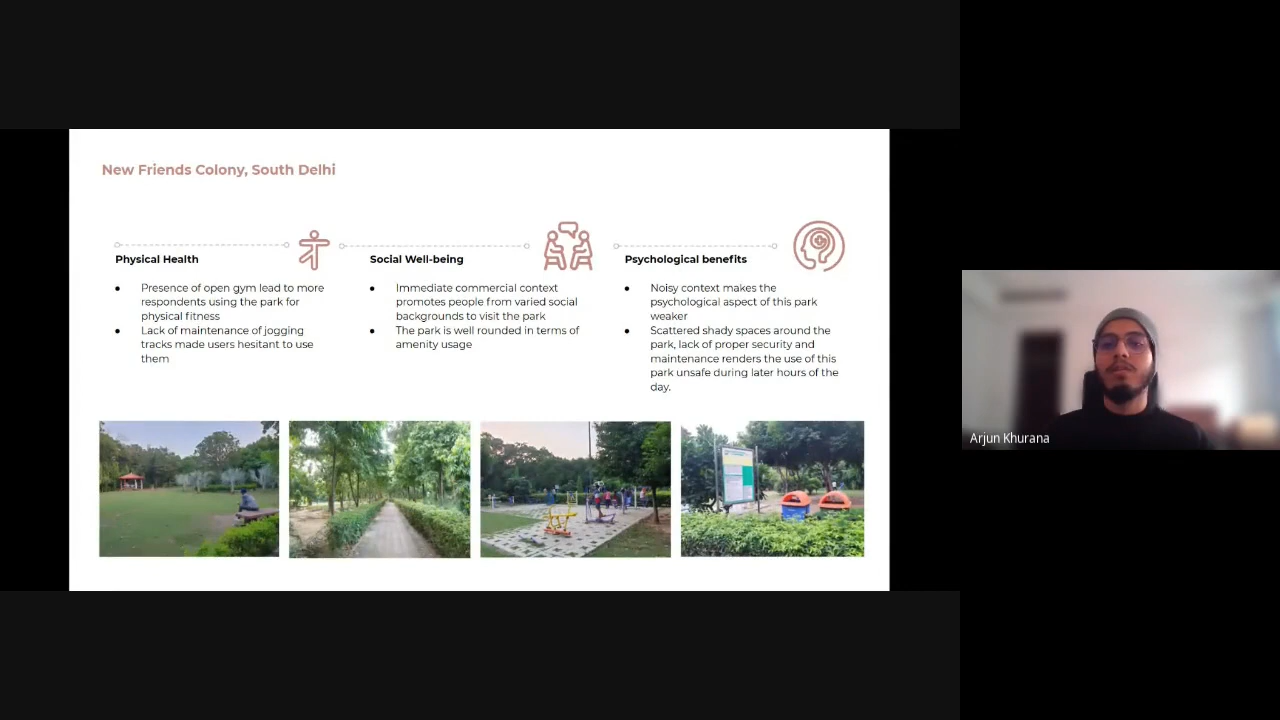 New Friends Colony, South Delhi
Physical Health
● Presence of open gym lead to more
respondents using the park for
physical fitness
● Lack of maintenance of jogging
tracks made users hesitant to use
them
Social Well-being
● Immediate commercial context
promotes people from varied social
backgrounds to visit the park
● The park is well rounded in terms of
amenity usage
Psychological benefits
● Noisy context makes the
psychological aspect of this park
weaker
● Scattered shady spaces around the
park, lack of proper security and
maintenance renders the use of this
park unsafe during later hours of the
day.
Arjun Khurana